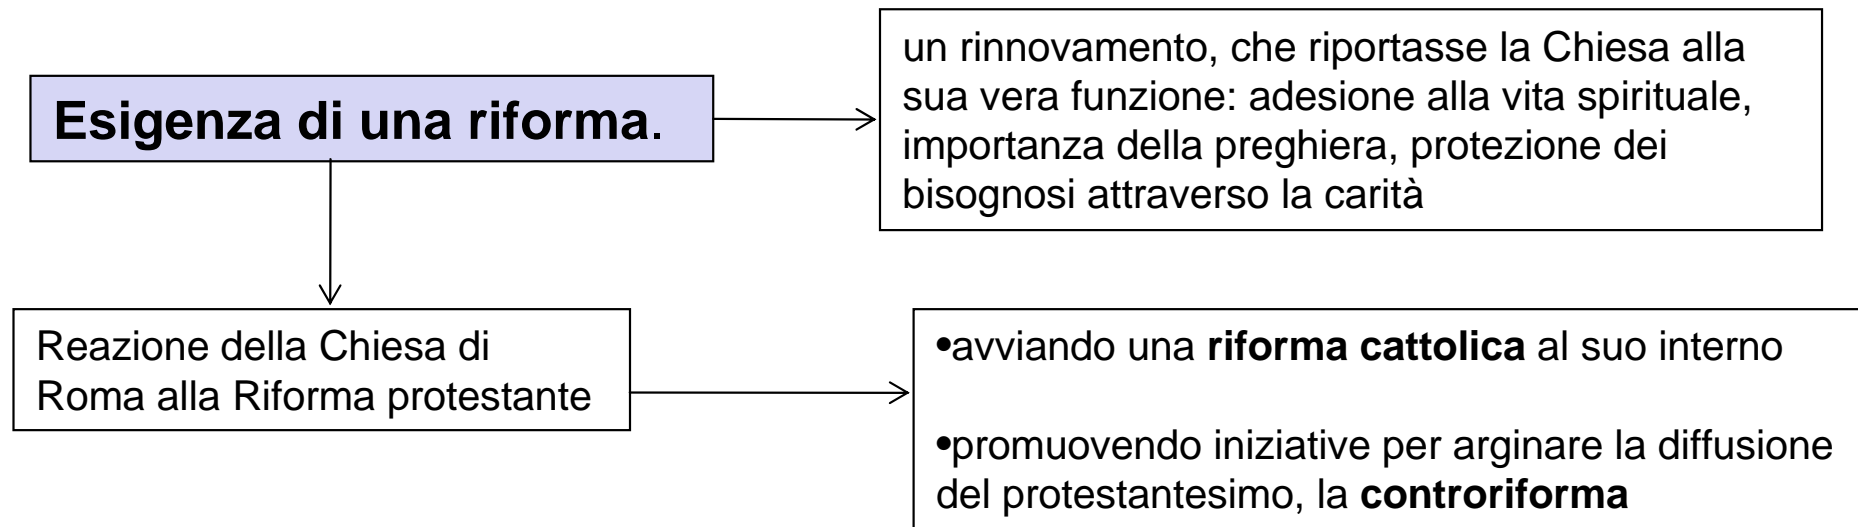 Esigenza di una riforma.
un rinnovamento, che riportasse la Chiesa alla
sua vera funzione: adesione alla vita spirituale,
importanza della preghiera, protezione dei
bisognosi attraverso la carità
Reazione della Chiesa di
Roma alla Riforma protestante
•avviando una riforma cattolica al suo interno
•promuovendo iniziative per arginare la diffusione
del protestantesimo, la controriforma